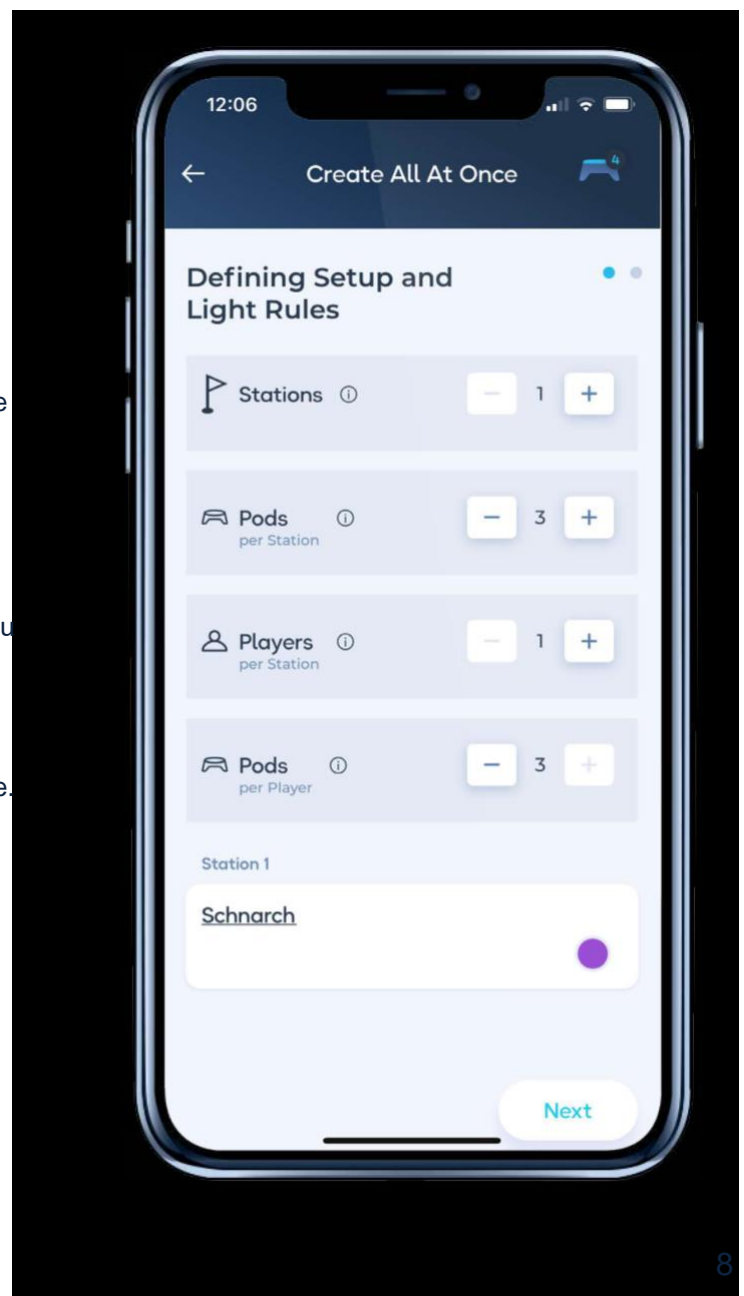 12:06
Create All At Once
4
Defining Setup and
Light Rules
Stations
1
e
Pods
per Station
3
u
Players
per Station
1
e.
Pods
per Player
3
Station 1
Schnarch
Next
8